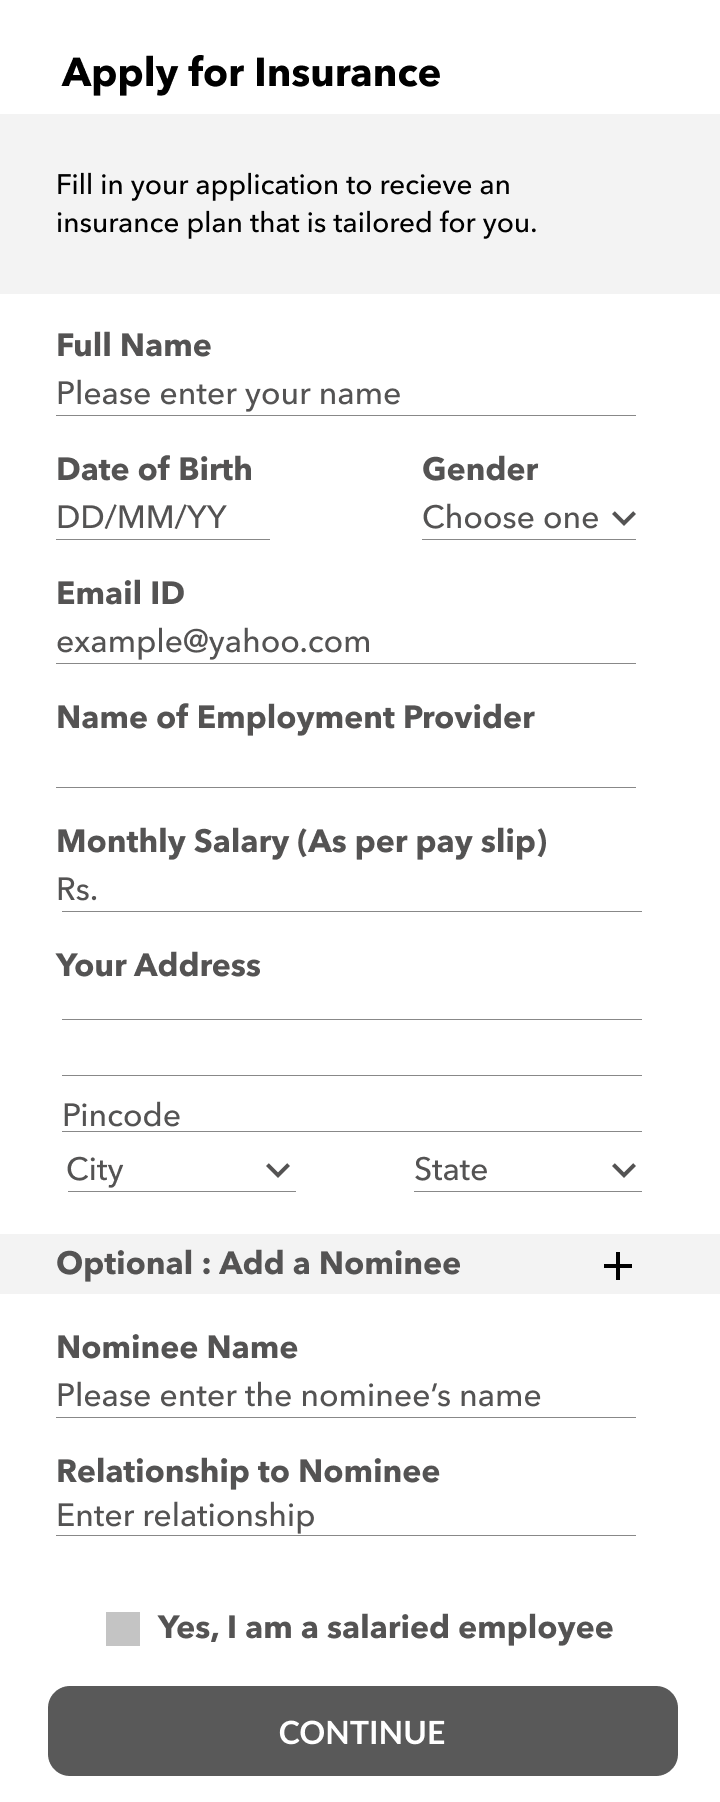 Apply for Insurance
Fill in your application to recieve an
insurance plan that is tailored for you.
Full Name
Please enter your name
Date of Birth Gender
DD/MM/YY Choose one
Email ID
example@yahoo.com
Name of Employment Provider
Monthly Salary (As per pay slip)
Rs.
Your Address
Pincode
City State
Optional : Add a Nominee +
Nominee Name
Please enter the nominee’s name
Relationship to Nominee
Enter relationship
Yes, I am a salaried employee
CONTINUE